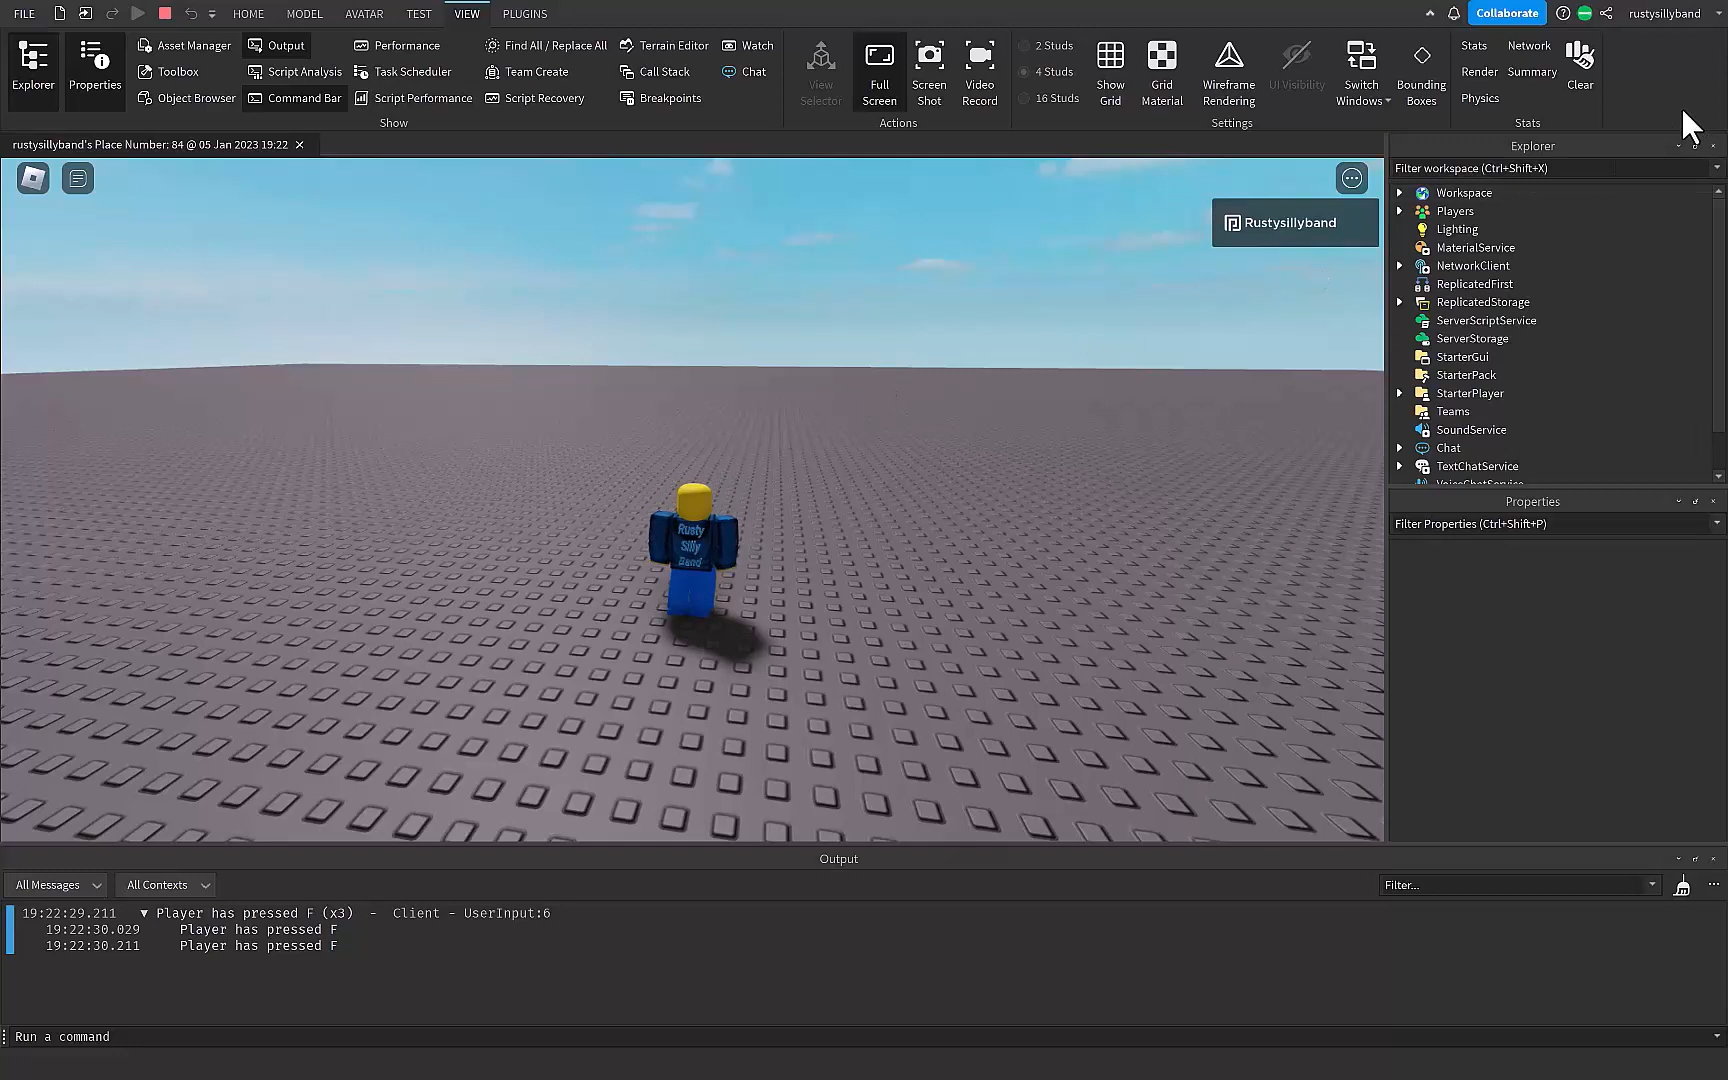 FILE HOME MODEL AVATAR TEST VIEW PLUGINS Collaborate rustysillyband
Explorer
Properties
Asset Manager
Toolbox
Object Browser
Output
Script Analysis
Command Bar
Performance
Task Scheduler
Script Performance
Find All / Replace All
Team Create
Script Recovery
Terrain Editor
Call Stack
Breakpoints
Watch
Chat
Show
View
Selector
Full
Screen
Screen
Shot
Video
Record
Actions
2 Studs
4 Studs
16 Studs
Show
Grid
Grid
Material
Wireframe
Rendering
UI Visibility
Switch
Windows
Bounding
Boxes
Settings
Stats
Render
Physics
Network
Summary
Clear
Stats
rustysillyband's Place Number: 84 @ 05 Jan 2023 19:22
Rustysillyband
Rusty
Silly
Band
Explorer
Filter workspace (Ctrl+Shift+X)
Workspace
Players
Lighting
MaterialService
NetworkClient
ReplicatedFirst
ReplicatedStorage
ServerScriptService
ServerStorage
StarterGui
StarterPack
StarterPlayer
Teams
SoundService
Chat
TextChatService
VoiceChatService
Properties
Filter Properties (Ctrl+Shift+P)
Output
All Messages All Contexts Filter...
19:22:29.211 ▼ Player has pressed F (x3) - Client - UserInput:6
19:22:30.029 Player has pressed F
19:22:30.211 Player has pressed F
Run a command